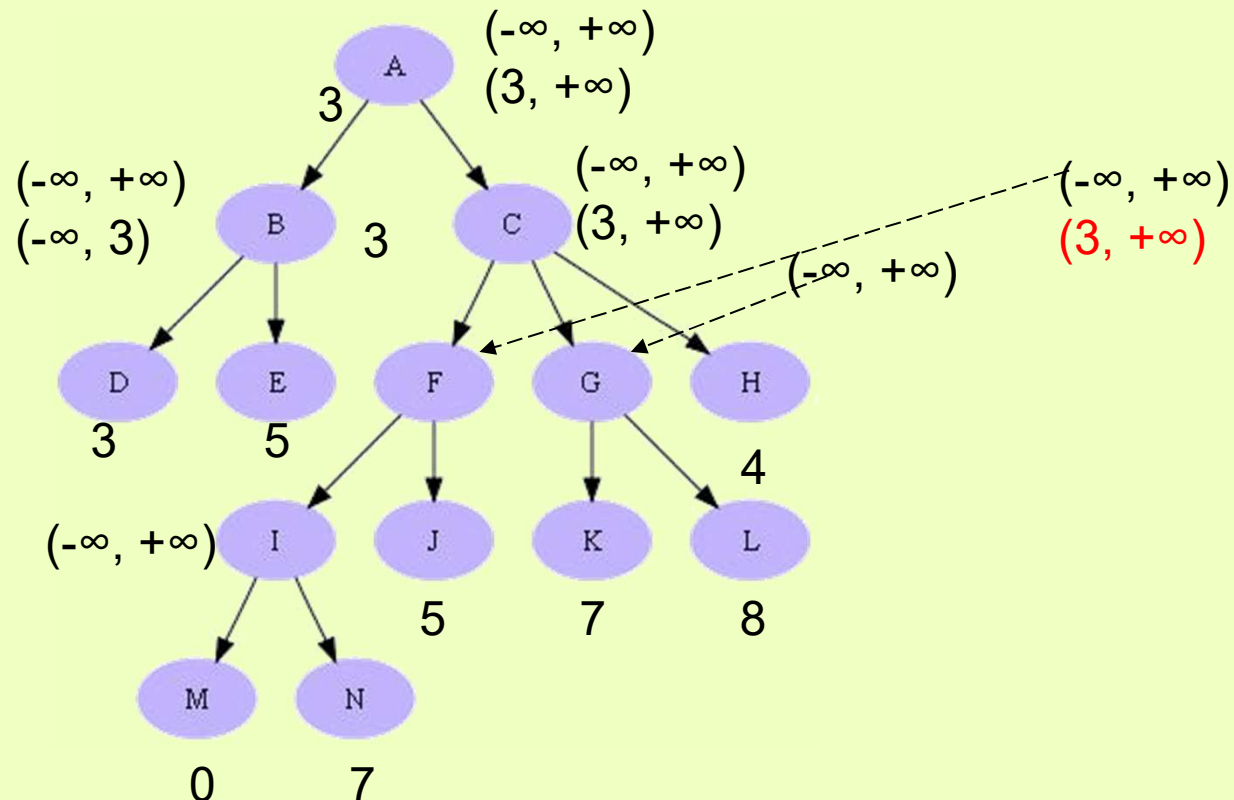 (-∞, +∞)
A
(3, +∞)
3
(-∞, +∞)
(-∞, +∞)
(-∞, +∞)
B
3
C
(3, +∞)
(-∞, 3)
(3, +∞)
(-∞, +∞)
D
E
F
G
H
3
5
4
(-∞, +∞)
I
J
K
L
5
7
8
M
N
0
7